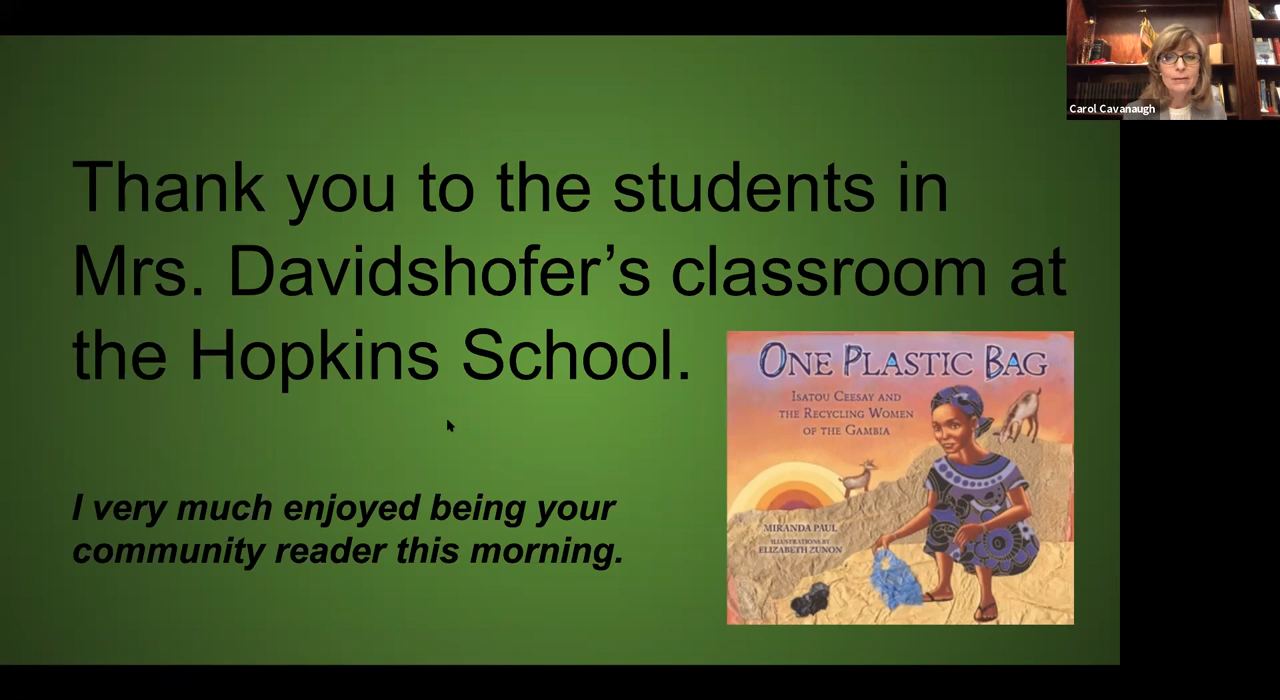 Carol Cavanaugh
Thank you to the students in
Mrs. Davidshofer’s classroom at
the Hopkins School.
ONE PLASTIC BAG
ISATOU CEESAY AND
THE RECYCLING WOMEN
OF THE GAMBIA
MIRANDA PAUL
ILLUSTRATIONS BY
ELIZABETH ZUNON
I very much enjoyed being your
community reader this morning.